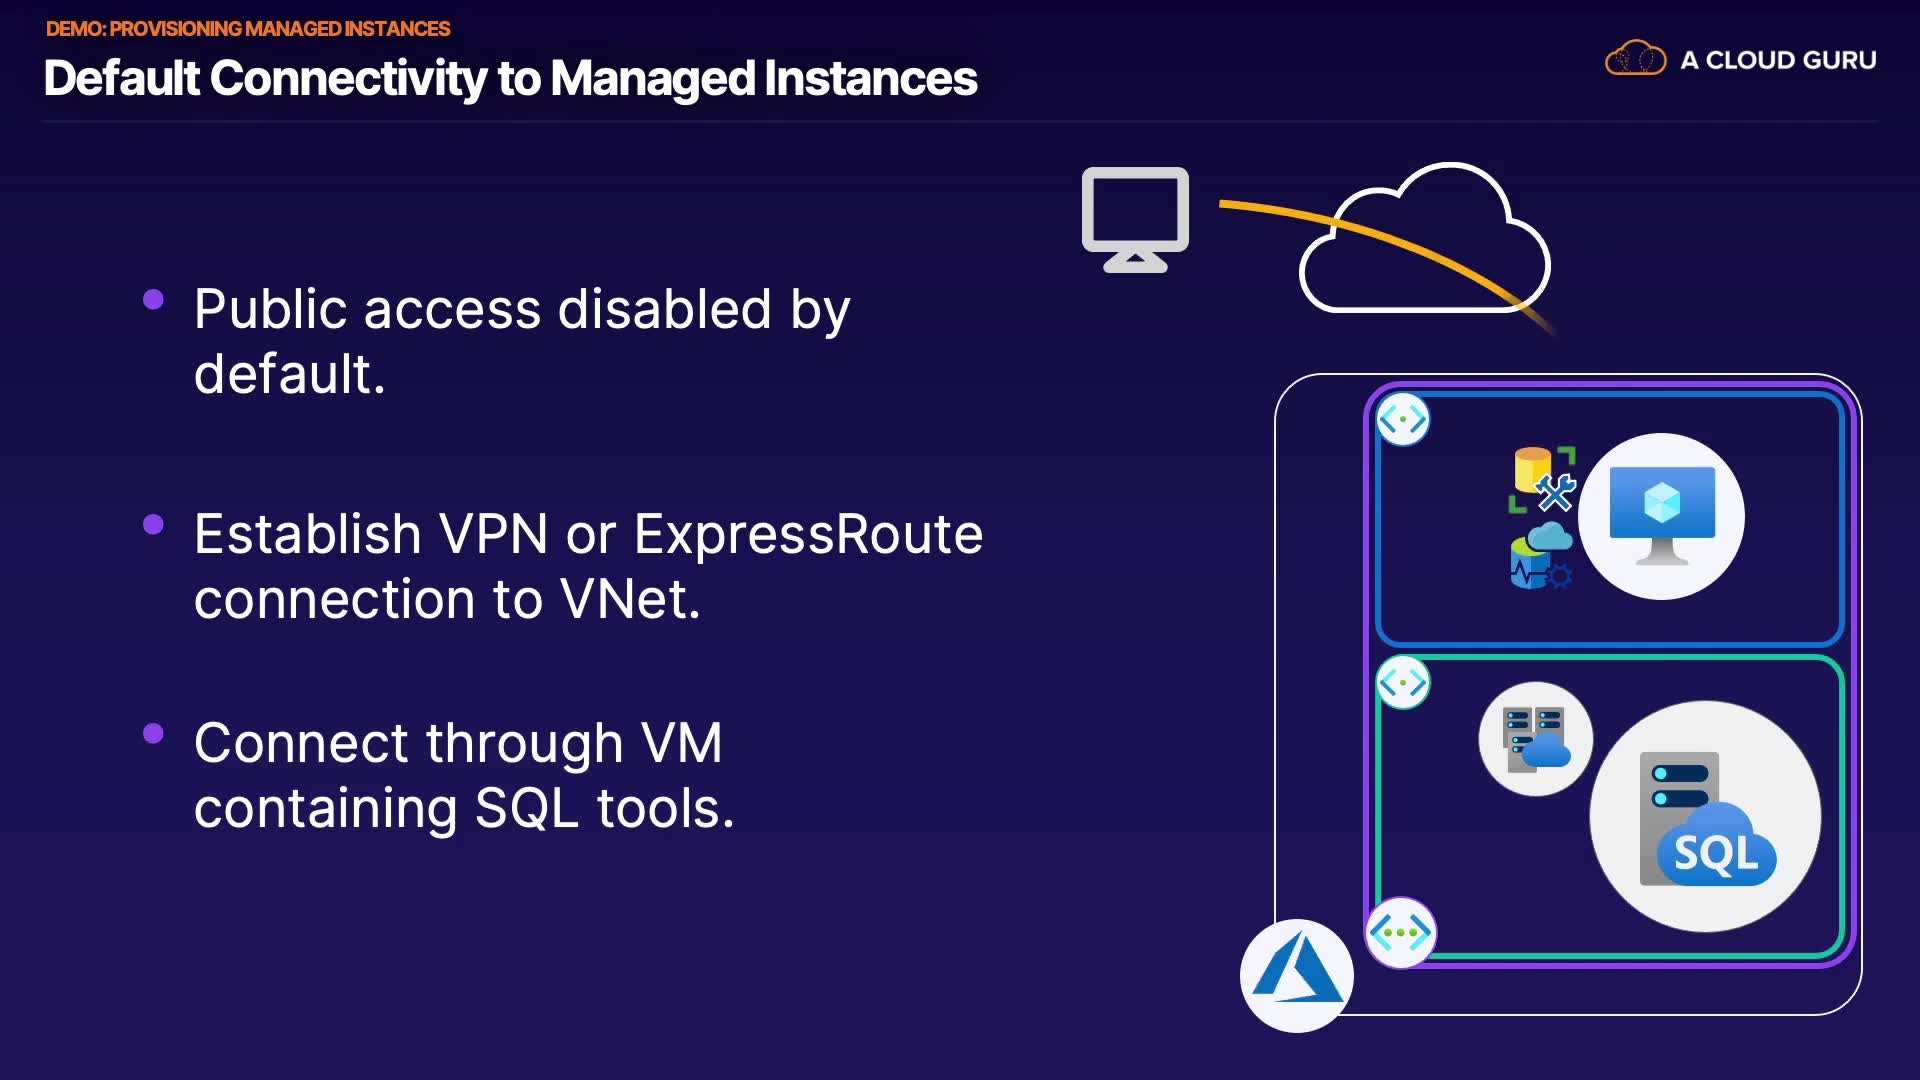 DEMO: PROVISIONING MANAGED INSTANCES
Default Connectivity to Managed Instances
A CLOUD GURU
Public access disabled by
default.
Establish VPN or ExpressRoute
connection to VNet.
Connect through VM
containing SQL tools.
SQL